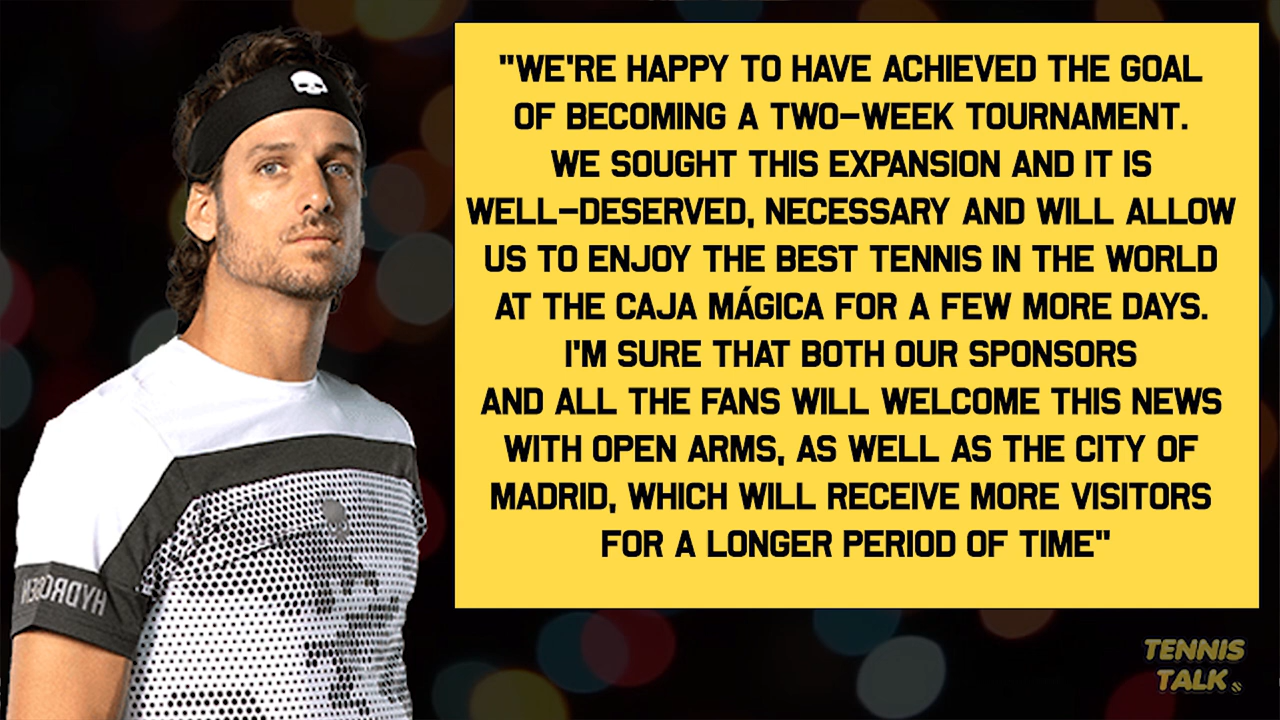 "WE'RE HAPPY TO HAVE ACHIEVED THE GOAL
OF BECOMING A TWO-WEEK TOURNAMENT.
WE SOUGHT THIS EXPANSION AND IT IS
WELL-DESERVED, NECESSARY AND WILL ALLOW
US TO ENJOY THE BEST TENNIS IN THE WORLD
AT THE CAJA MÁGICA FOR A FEW MORE DAYS.
I'M SURE THAT BOTH OUR SPONSORS
AND ALL THE FANS WILL WELCOME THIS NEWS
WITH OPEN ARMS, AS WELL AS THE CITY OF
MADRID, WHICH WILL RECEIVE MORE VISITORS
FOR A LONGER PERIOD OF TIME"
HYDROGEN
TENNIS
TALK